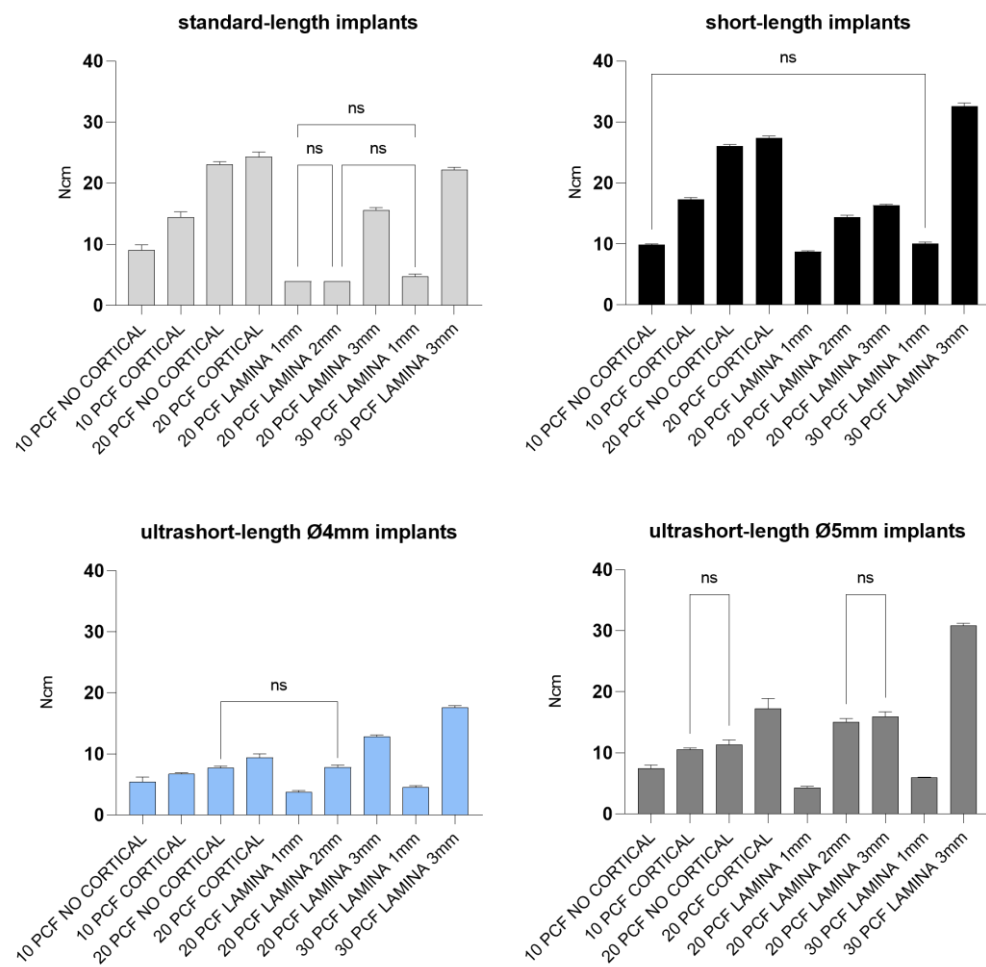 standard-length implants
40
30
20
10
0
Ncm
ns
ns
ns
10 PCF NO CORTICAL
10 PCF CORTICAL
20 PCF NO CORTICAL
20 PCF CORTICAL
20 PCF LAMINA 1mm
20 PCF LAMINA 2mm
20 PCF LAMINA 3mm
30 PCF LAMINA 1mm
30 PCF LAMINA 3mm
short-length implants
40
30
20
10
0
Ncm
ns
10 PCF NO CORTICAL
10 PCF CORTICAL
20 PCF NO CORTICAL
20 PCF CORTICAL
20 PCF LAMINA 1mm
20 PCF LAMINA 2mm
20 PCF LAMINA 3mm
30 PCF LAMINA 1mm
30 PCF LAMINA 3mm
ultrashort-length Ø4mm implants
40
30
20
10
0
Ncm
ns
10 PCF NO CORTICAL
10 PCF CORTICAL
20 PCF NO CORTICAL
20 PCF CORTICAL
20 PCF LAMINA 1mm
20 PCF LAMINA 2mm
20 PCF LAMINA 3mm
30 PCF LAMINA 1mm
30 PCF LAMINA 3mm
ultrashort-length Ø5mm implants
40
30
20
10
0
Ncm
ns
ns
10 PCF NO CORTICAL
10 PCF CORTICAL
20 PCF NO CORTICAL
20 PCF CORTICAL
20 PCF LAMINA 1mm
20 PCF LAMINA 2mm
20 PCF LAMINA 3mm
30 PCF LAMINA 1mm
30 PCF LAMINA 3mm